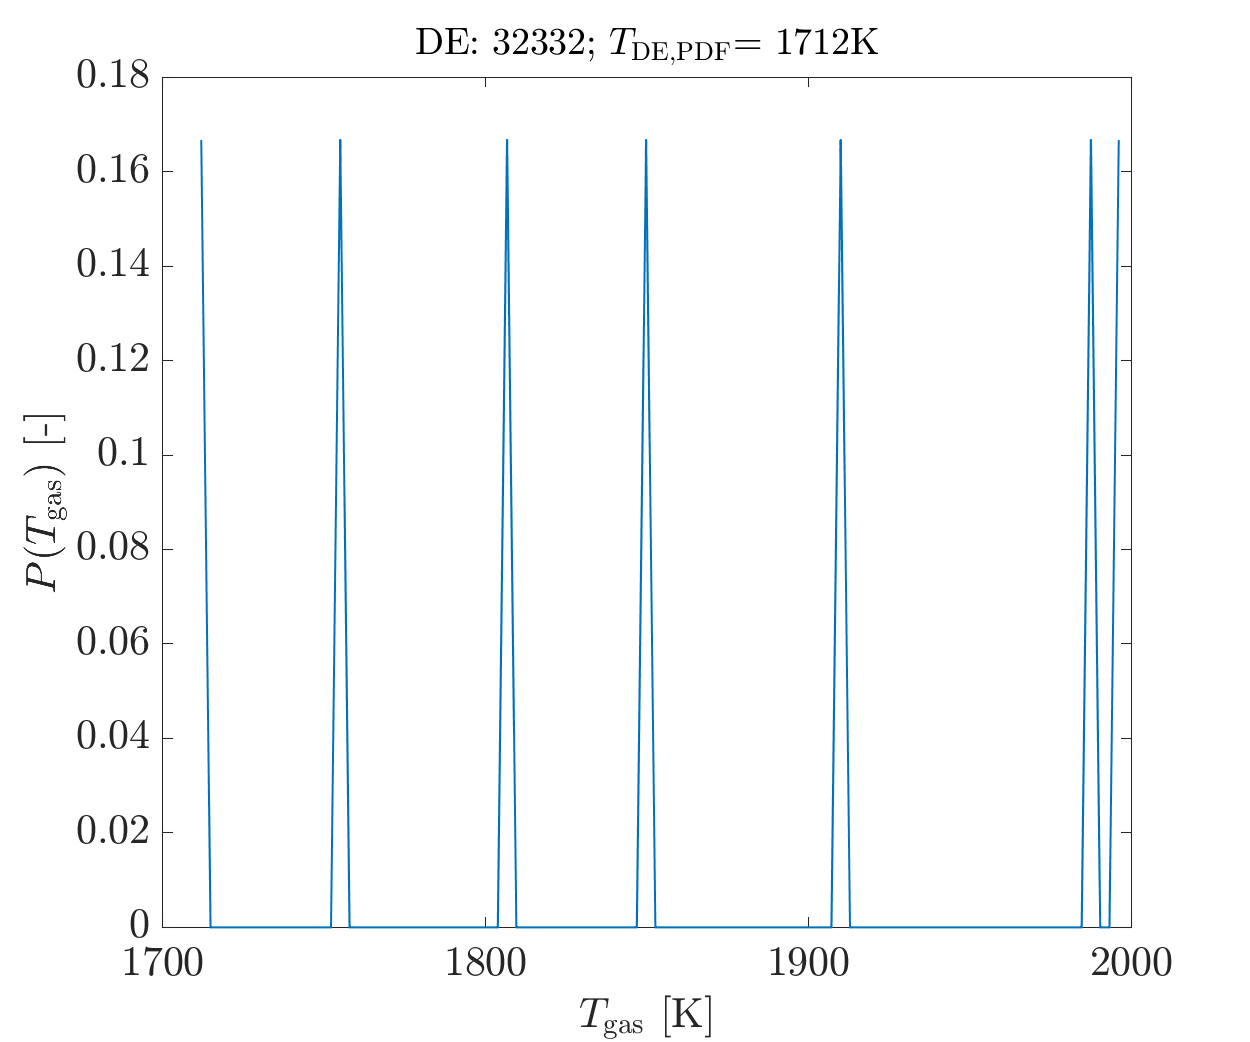 DE: 32332; T_DE,PDF= 1712K
0.18
0.16
0.14
0.12
0.1
0.08
0.06
0.04
0.02
0
P(T_gas) [-]
1700 1800 1900 2000
T_gas [K]